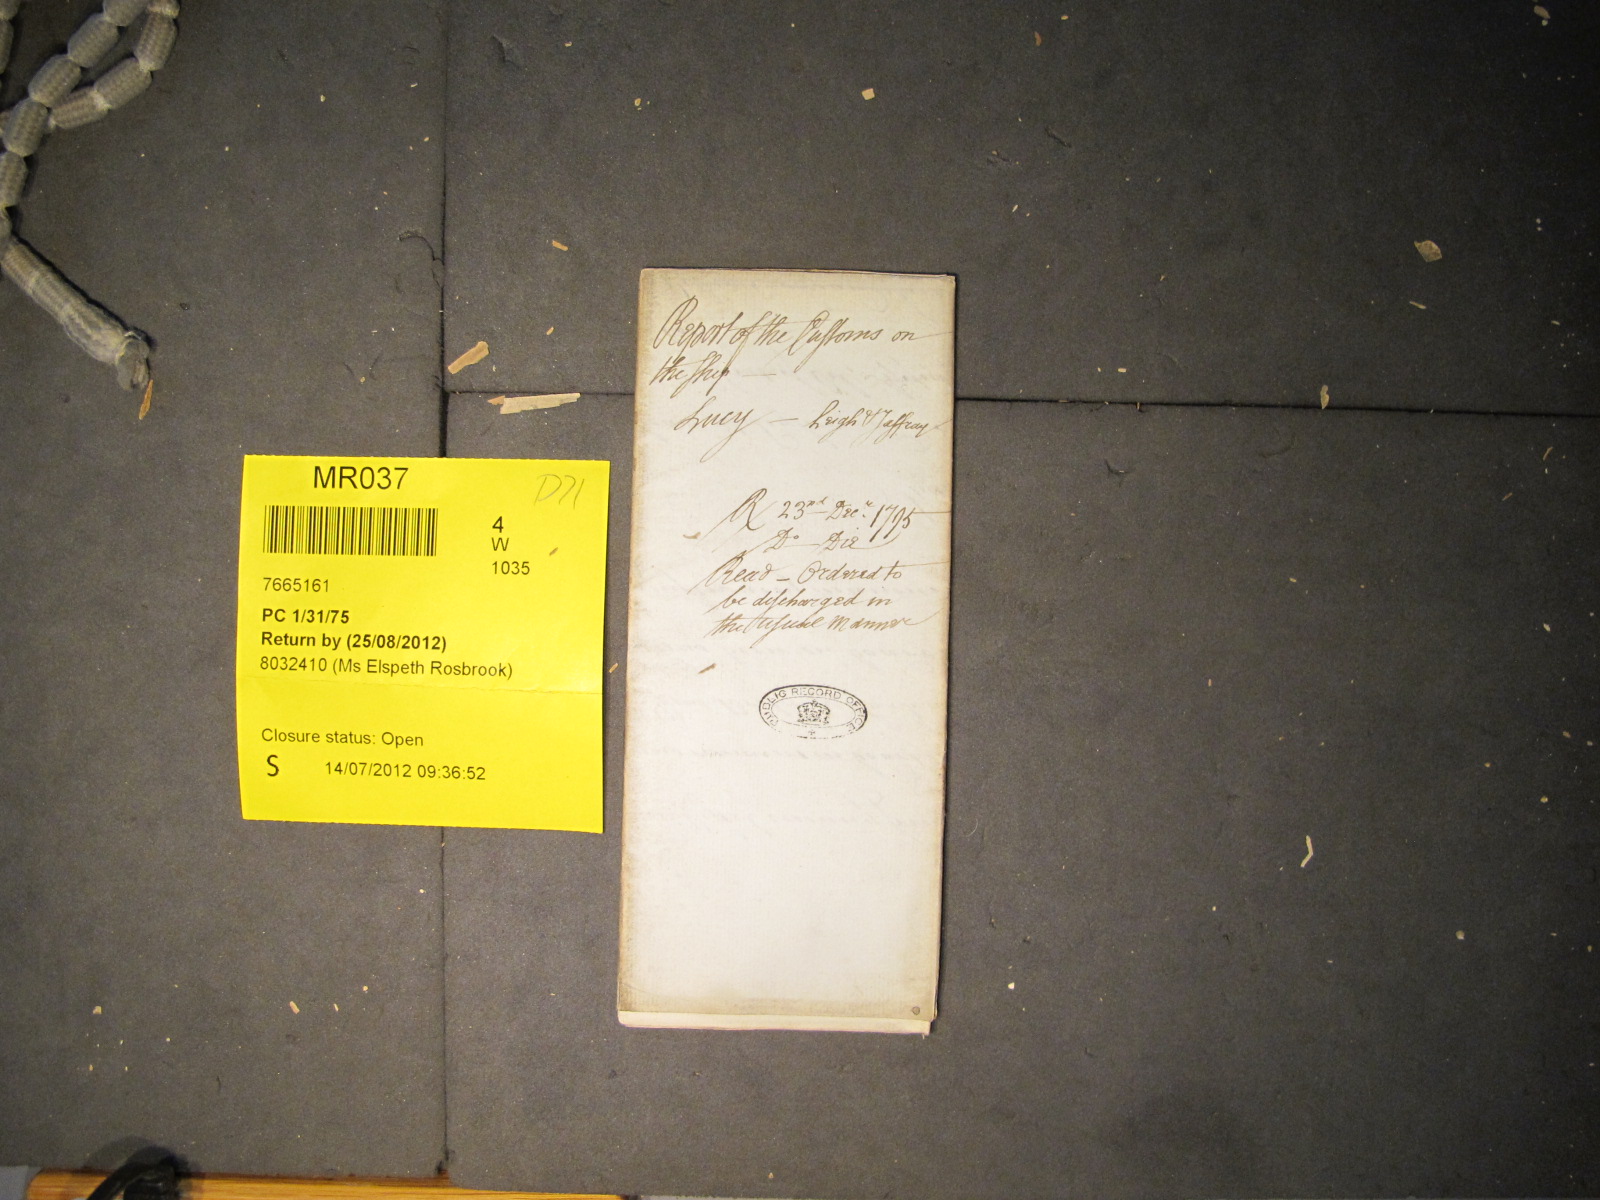 MR037
D71
4
W
1035
7665161
PC 1/31/75
Return by (25/08/2012)
8032410 (Ms Elspeth Rosbrook)
Closure status: Open
S 14/07/2012 09:36:52
Report of the Customs on
the Ship —
Lucy — Leigh & Jaffray
R 23rd Decr. 1795
Do Die
Read – Ordered to
be discharged in
the usual Manner
PUBLIC RECORD OFFICE